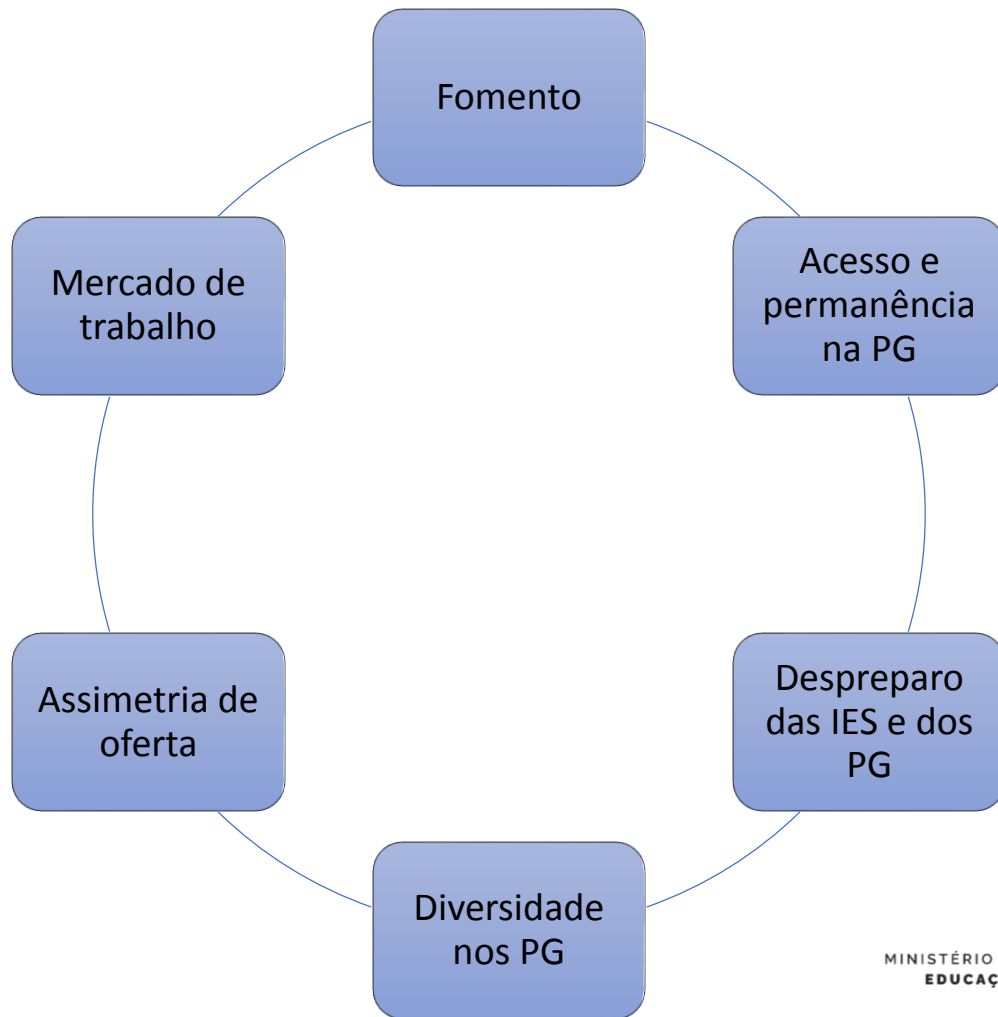 Fomento
Acesso e
permanência
na PG
Despreparo
das IES e dos
PG
Diversidade
nos PG
Assimetria de
oferta
Mercado de
trabalho
MINISTÉRIO